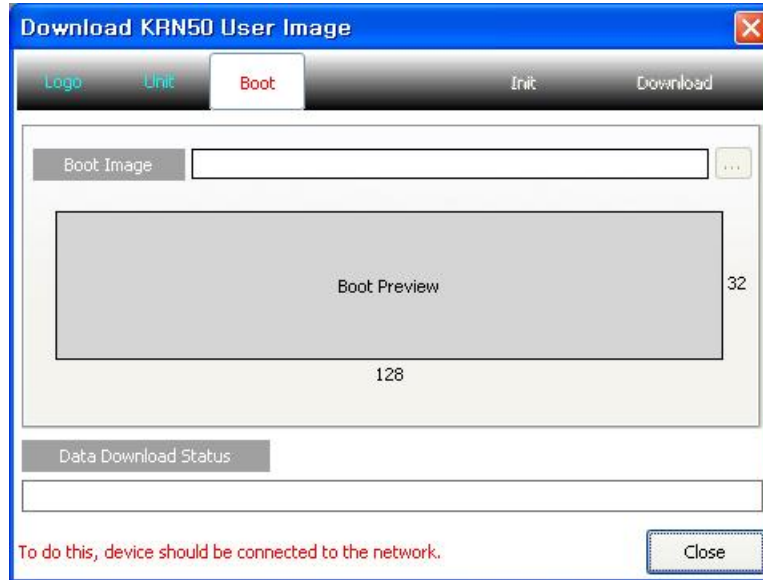 Download KRN50 User Image
Logo Unit Boot Init Download
Boot Image ...
Boot Preview
32
128
Data Download Status
To do this, device should be connected to the network.
Close